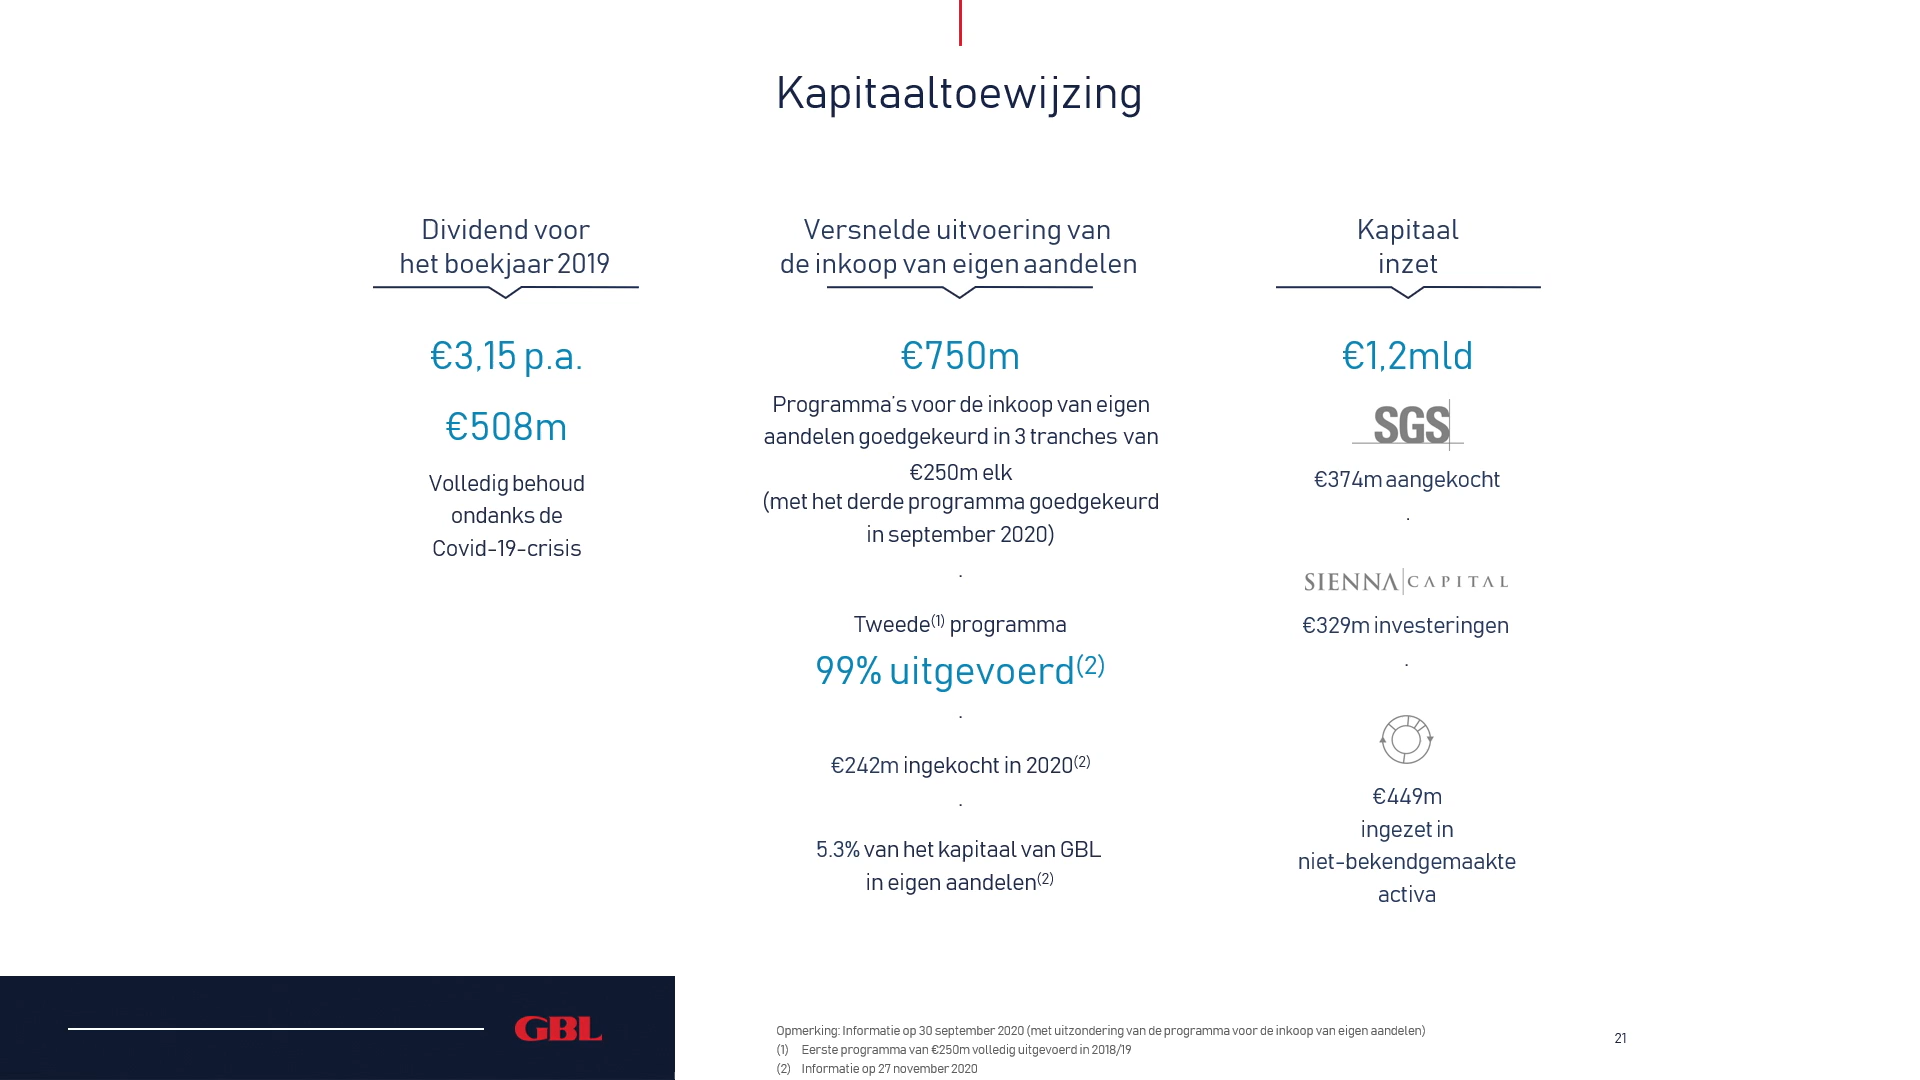 Kapitaaltoewijzing
Dividend voor
het boekjaar 2019
€3,15 p.a.
€508m
Volledig behoud
ondanks de
Covid-19-crisis
Versnelde uitvoering van
de inkoop van eigen aandelen
€750m
Programma's voor de inkoop van eigen
aandelen goedgekeurd in 3 tranches van
€250m elk
(met het derde programma goedgekeurd
in september 2020)
.
Tweede(1) programma
99% uitgevoerd(2)
.
€242m ingekocht in 2020(2)
.
5.3% van het kapitaal van GBL
in eigen aandelen(2)
Kapitaal
inzet
€1,2mld
SGS
€374m aangekocht
.
SIENNA CAPITAL
€329m investeringen
.
€449m
ingezet in
niet-bekendgemaakte
activa
GBL
Opmerking: Informatie op 30 september 2020 (met uitzondering van de programma voor de inkoop van eigen aandelen)
(1) Eerste programma van €250m volledig uitgevoerd in 2018/19
(2) Informatie op 27 november 2020
21